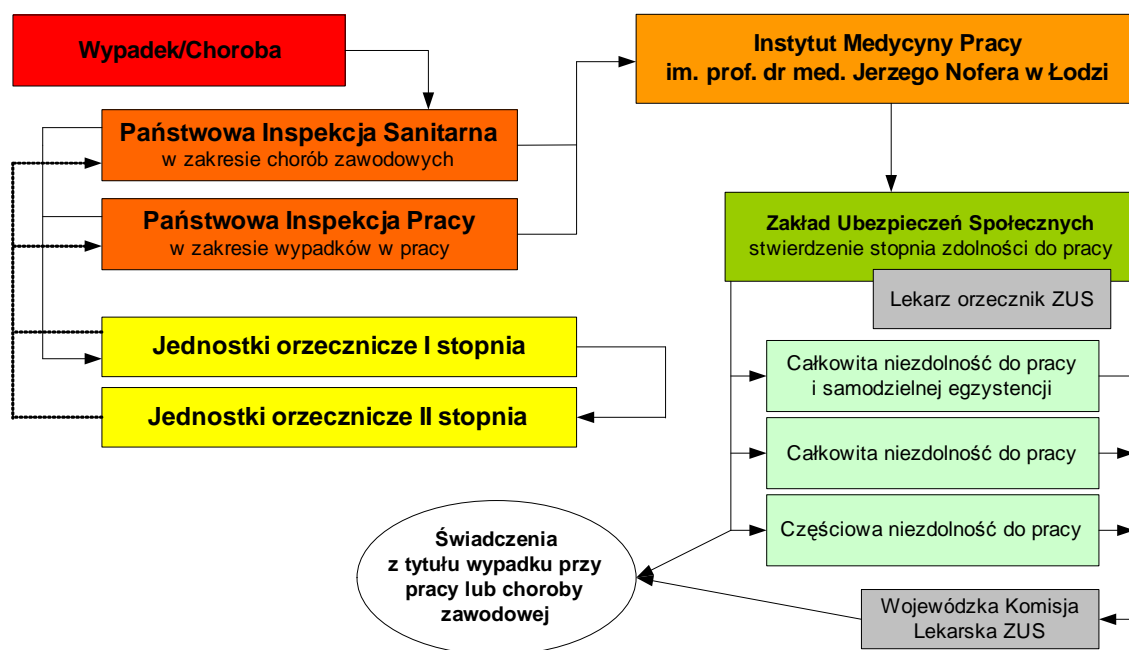 Wypadek/Choroba
Instytut Medycyny Pracy
im. prof. dr med. Jerzego Nofera w Łodzi
Państwowa Inspekcja Sanitarna
w zakresie chorób zawodowych
Państwowa Inspekcja Pracy
w zakresie wypadków w pracy
Zakład Ubezpieczeń Społecznych
stwierdzenie stopnia zdolności do pracy
Lekarz orzecznik ZUS
Jednostki orzecznicze I stopnia
Jednostki orzecznicze II stopnia
Całkowita niezdolność do pracy
i samodzielnej egzystencji
Całkowita niezdolność do pracy
Częściowa niezdolność do pracy
Świadczenia
z tytułu wypadku przy
pracy lub choroby
zawodowej
Wojewódzka Komisja
Lekarska ZUS